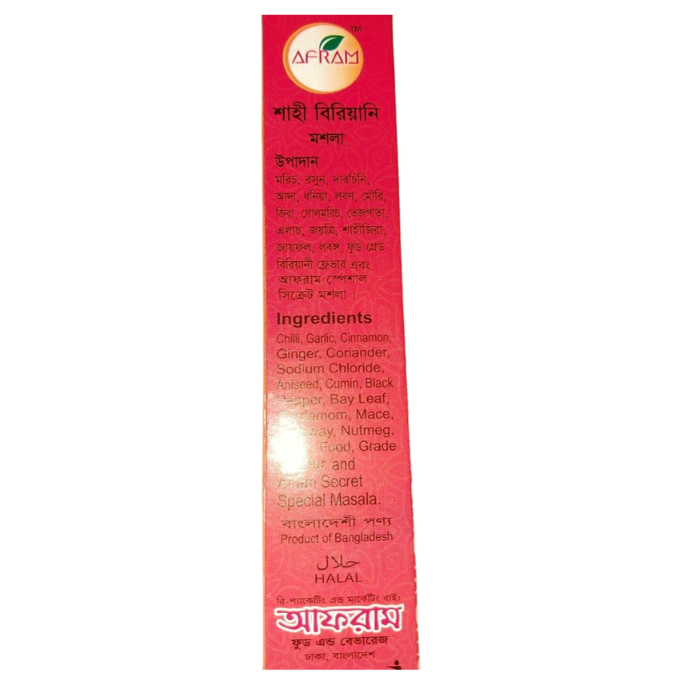 AFRAM
TM
শাহী বিরিয়ানি
মশলা
উপাদান
মরিচ, রসুন, দারচিনি,
আদা, ধনিয়া, লবণ, মৌরি,
জিরা, গোলমরিচ, তেজপাতা,
এলাচ, জয়ত্রি, শাহীজিরা,
জায়ফল, লবঙ্গ, ফুড গ্রেড
বিরিয়ানী ফ্লেভার এবং
আফরাম স্পেশাল
সিক্রেট মশলা ।
Ingredients
Chilli, Garlic, Cinnamon,
Ginger, Coriander,
Sodium Chloride,
Aniseed, Cumin, Black
Pepper, Bay Leaf,
Cardamom, Mace,
Nutmeg,
Food, Grade
and
Secret
Special Masala.
বাংলাদেশী পণ্য
Product of Bangladesh
حلال
HALAL
রি-প্যাকেটিং এন্ড মার্কেটিং বাই:
আফরাম
ফুড এন্ড বেভারেজ
ঢাকা, বাংলাদেশ